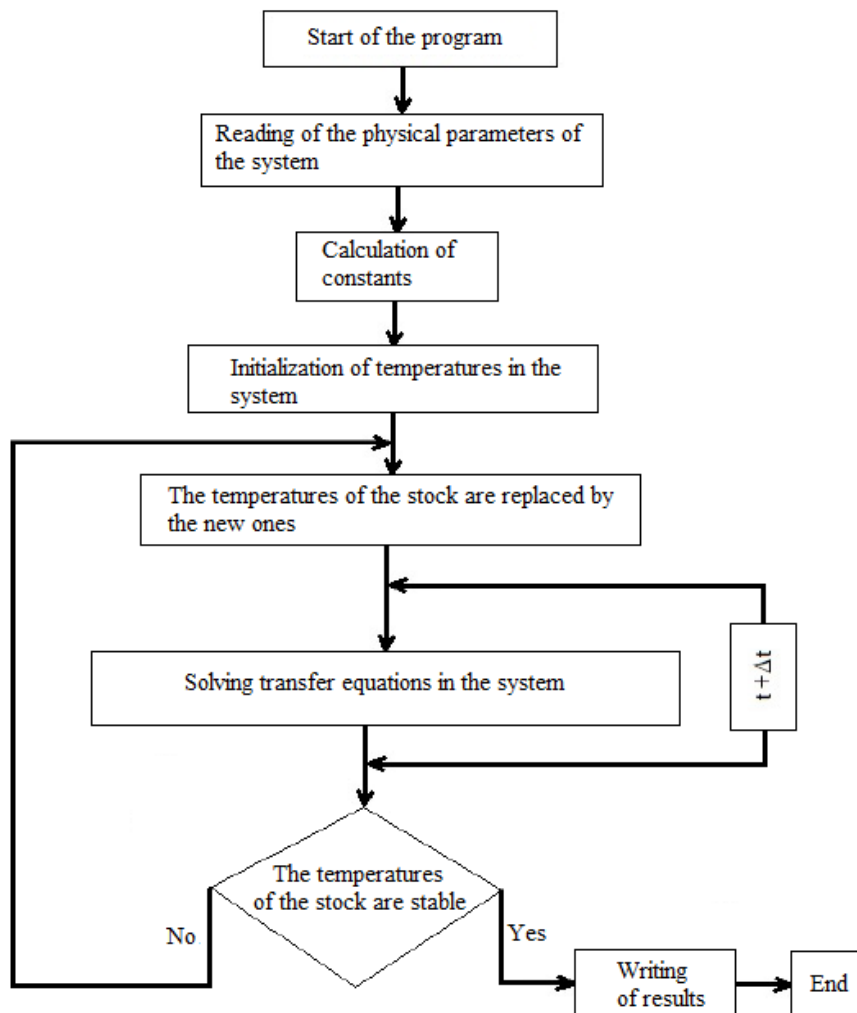 Start of the program
Reading of the physical parameters of
the system
Calculation of
constants
Initialization of temperatures in the
system
The temperatures of the stock are replaced by
the new ones
t+Δt
Solving transfer equations in the system
The temperatures
of the stock are stable
No
Yes
Writing
of results
End